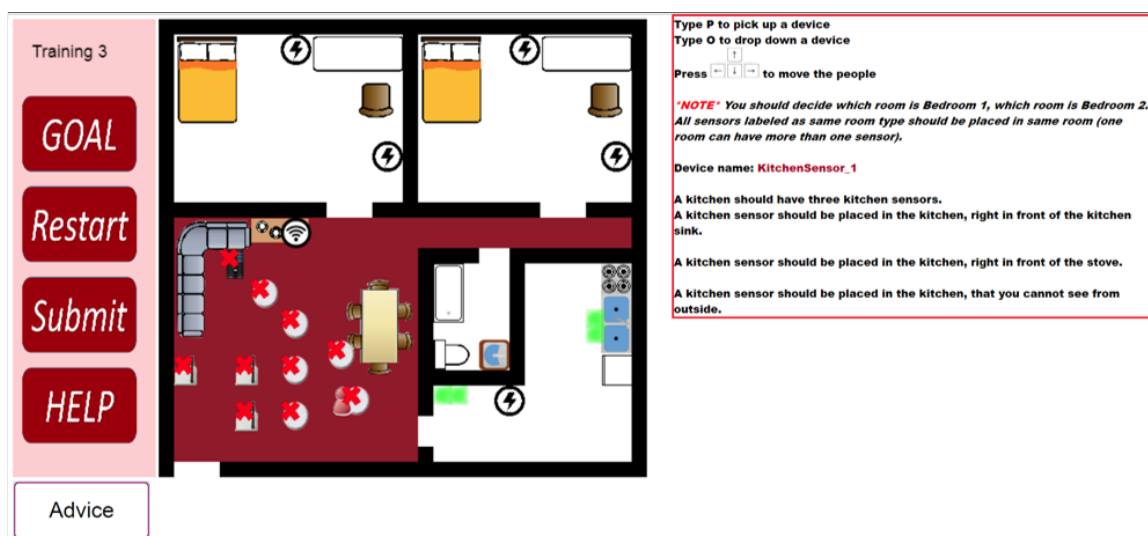 Training 3
GOAL
Restart
Submit
HELP
Advice
Type P to pick up a device
Type O to drop down a device
↑
Press ← ↓ → to move the people
*NOTE* You should decide which room is Bedroom 1, which room is Bedroom 2.
All sensors labeled as same room type should be placed in same room (one
room can have more than one sensor).
Device name: KitchenSensor_1
A kitchen should have three kitchen sensors.
A kitchen sensor should be placed in the kitchen, right in front of the kitchen
sink.
A kitchen sensor should be placed in the kitchen, right in front of the stove.
A kitchen sensor should be placed in the kitchen, that you cannot see from
outside.